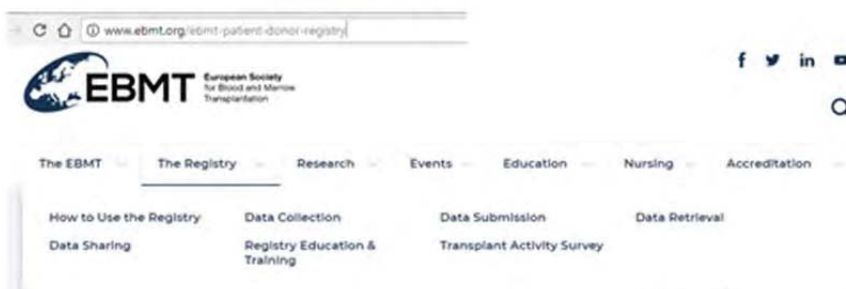 www.ebmt.org/ebmt-patient-donor-registry
EBMT
European Society
for Blood and Marrow
Transplantation
The EBMT
The Registry
Research
Events
Education
Nursing
Accreditation
How to Use the Registry
Data Collection
Data Submission
Data Retrieval
Data Sharing
Registry Education &
Training
Transplant Activity Survey